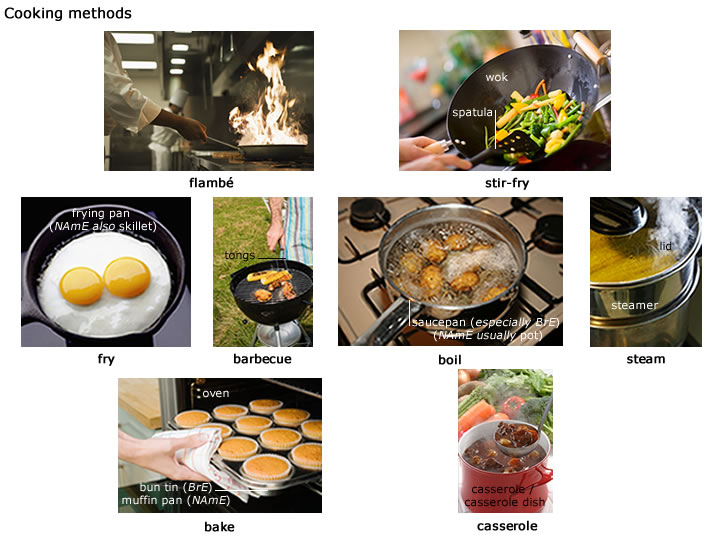 Cooking methods
wok
spatula
flambé
stir-fry
frying pan
(NAmE also skillet)
tongs
lid
steamer
saucepan (especially BrE)
(NAmE usually pot)
fry
barbecue
boil
steam
oven
bun tin (BrE)
muffin pan (NAmE)
casserole /
casserole dish
bake
casserole